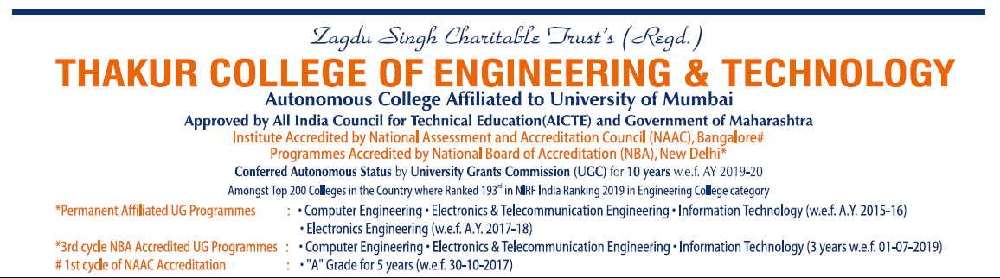 Zagdu Singh Charitable Trust's (Regd.)
THAKUR COLLEGE OF ENGINEERING & TECHNOLOGY
Autonomous College Affiliated to University of Mumbai
Approved by All India Council for Technical Education(AICTE) and Government of Maharashtra
Institute Accredited by National Assessment and Accreditation Council (NAAC), Bangalore#
Programmes Accredited by National Board of Accreditation (NBA), New Delhi*
Conferred Autonomous Status by University Grants Commission (UGC) for 10 years w.e.f. AY 2019-20
Amongst Top 200 Colleges in the Country where Ranked 193rd in NIRF India Ranking 2019 in Engineering College category
*Permanent Affiliated UG Programmes : • Computer Engineering • Electronics & Telecommunication Engineering • Information Technology (w.e.f. A.Y. 2015-16)
• Electronics Engineering (w.e.f. A.Y. 2017-18)
*3rd cycle NBA Accredited UG Programmes : • Computer Engineering • Electronics & Telecommunication Engineering • Information Technology (3 years w.e.f. 01-07-2019)
# 1st cycle of NAAC Accreditation : • "A" Grade for 5 years (w.e.f. 30-10-2017)